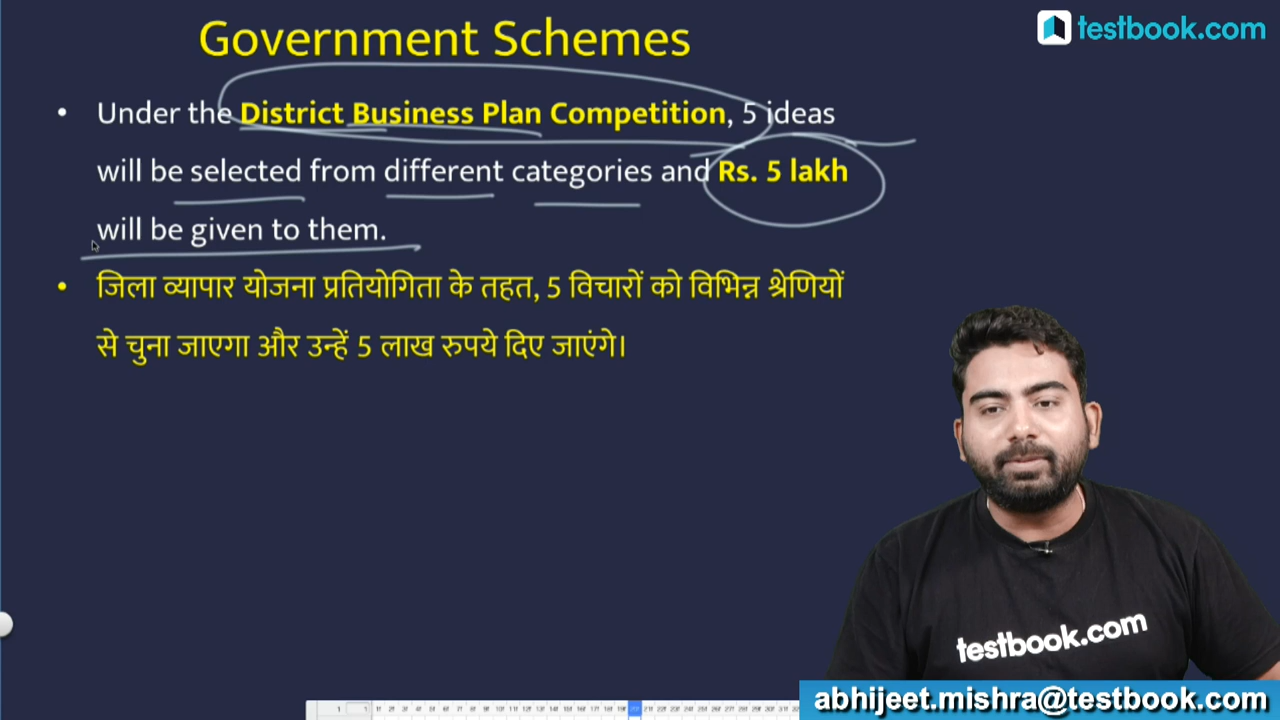 Government Schemes
testbook.com
• Under the District Business Plan Competition, 5 ideas
will be selected from different categories and Rs. 5 lakh
will be given to them.
• जिला व्यापार योजना प्रतियोगिता के तहत, 5 विचारों को विभिन्न श्रेणियों
से चुना जाएगा और उन्हें 5 लाख रुपये दिए जाएंगे।
testbook.com
abhijeet.mishra@testbook.com